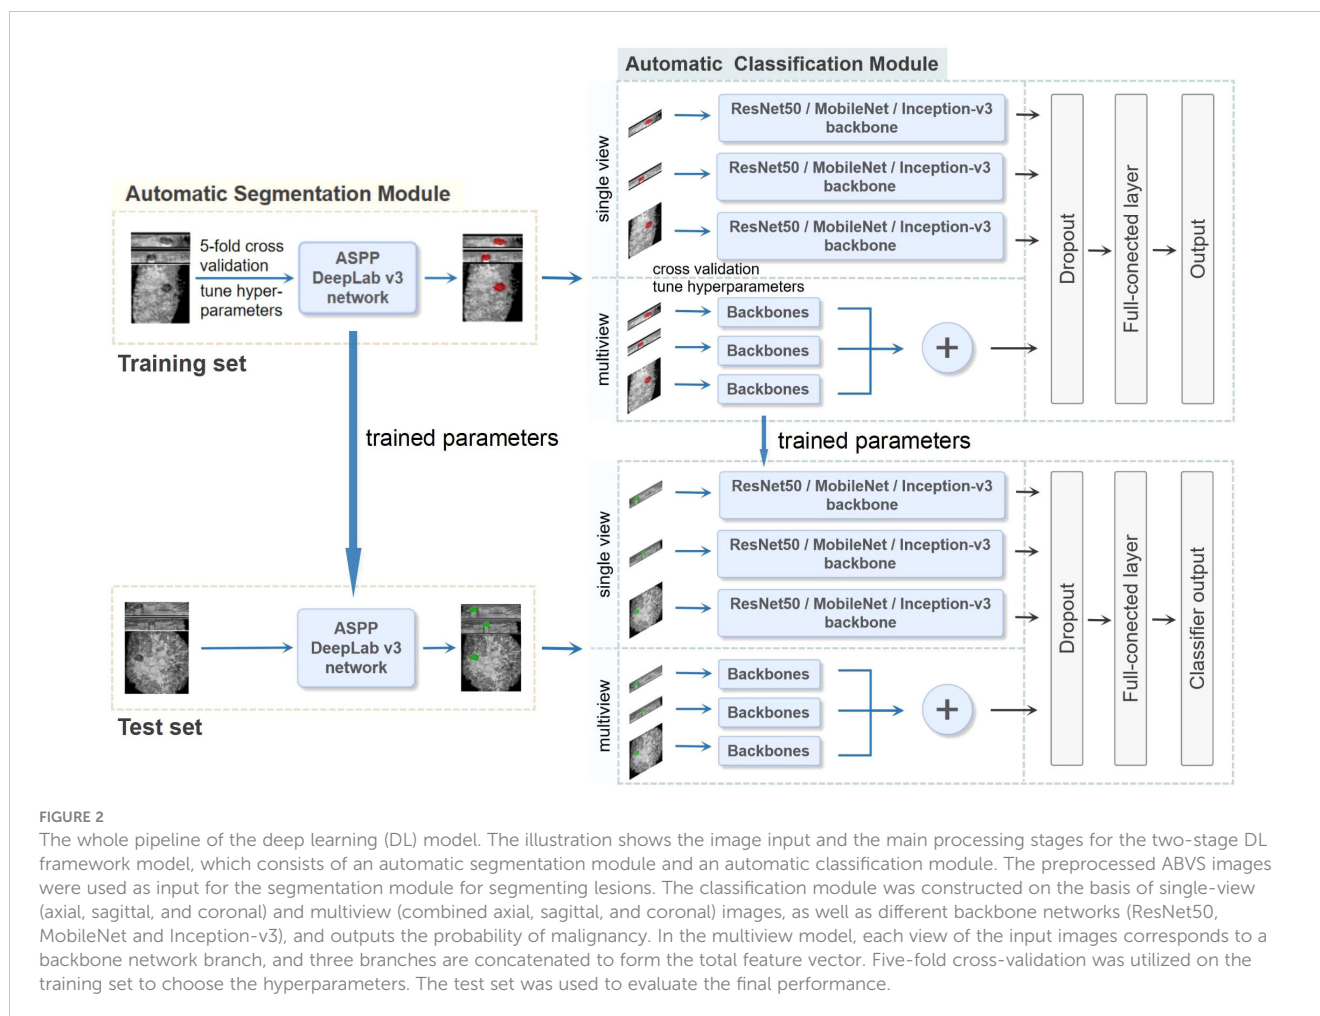 Automatic Classification Module
single view
ResNet50 / MobileNet / Inception-v3
backbone
ResNet50 / MobileNet / Inception-v3
backbone
ResNet50 / MobileNet / Inception-v3
backbone
Automatic Segmentation Module
5-fold cross
validation
tune hyper-
parameters
ASPP
DeepLab v3
network
Training set
cross validation
tune hyperparameters
multiview
Backbones
Backbones
Backbones
+
Dropout
Full-conected layer
Output
trained parameters
trained parameters
single view
ResNet50 / MobileNet / Inception-v3
backbone
ResNet50 / MobileNet / Inception-v3
backbone
ResNet50 / MobileNet / Inception-v3
backbone
ASPP
DeepLab v3
network
Test set
multiview
Backbones
Backbones
Backbones
+
Dropout
Full-conected layer
Classifier output
FIGURE 2
The whole pipeline of the deep learning (DL) model. The illustration shows the image input and the main processing stages for the two-stage DL
framework model, which consists of an automatic segmentation module and an automatic classification module. The preprocessed ABVS images
were used as input for the segmentation module for segmenting lesions. The classification module was constructed on the basis of single-view
(axial, sagittal, and coronal) and multiview (combined axial, sagittal, and coronal) images, as well as different backbone networks (ResNet50,
MobileNet and Inception-v3), and outputs the probability of malignancy. In the multiview model, each view of the input images corresponds to a
backbone network branch, and three branches are concatenated to form the total feature vector. Five-fold cross-validation was utilized on the
training set to choose the hyperparameters. The test set was used to evaluate the final performance.